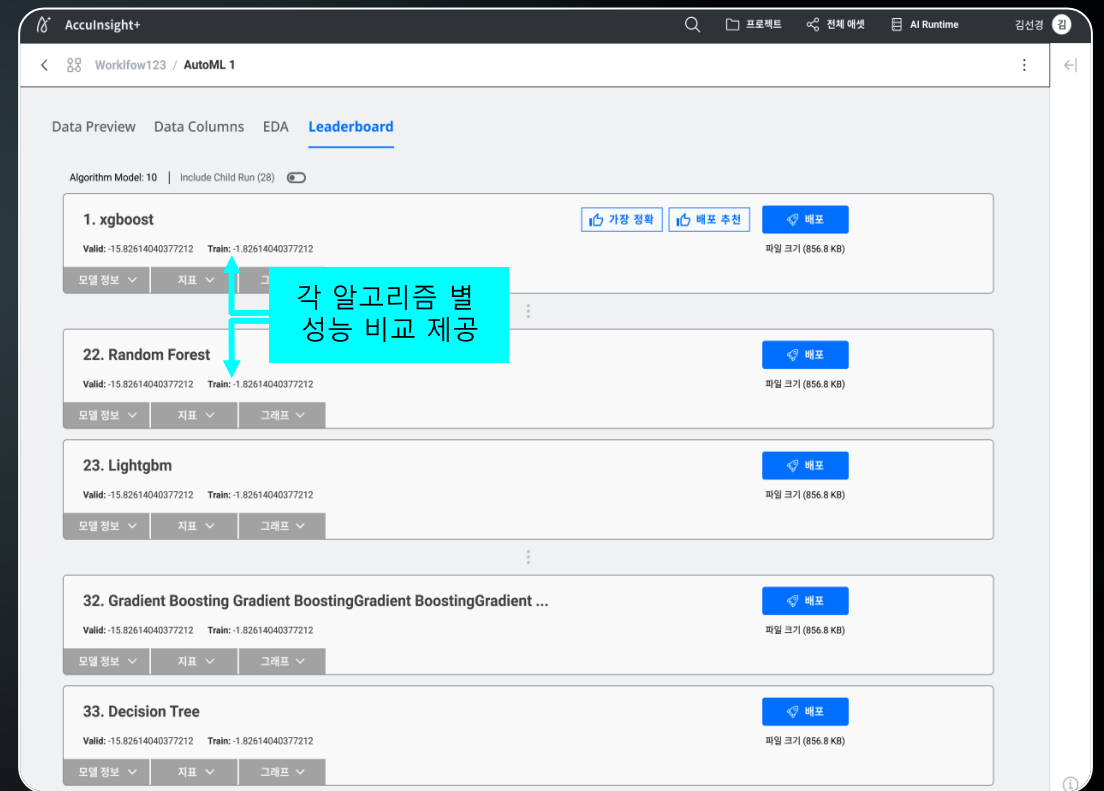 AccuInsight+
프로젝트 전체 애셋 AI Runtime 김선경 김
Worklfow123 / AutoML 1
Data Preview Data Columns EDA Leaderboard
Algorithm Model: 10 | Include Child Run (28)
1. xgboost
가장 정확 배포 추천 배포
Valid: -15.82614040377212 Train: -1.82614040377212 파일 크기 (856.8 KB)
모델 정보 지표
각 알고리즘 별
성능 비교 제공
22. Random Forest 배포
Valid: -15.82614040377212 Train: -1.82614040377212 파일 크기 (856.8 KB)
모델 정보 지표 그래프
23. Lightgbm 배포
Valid: -15.82614040377212 Train: -1.82614040377212 파일 크기 (856.8 KB)
모델 정보 지표 그래프
32. Gradient Boosting Gradient BoostingGradient BoostingGradient ... 배포
Valid: -15.82614040377212 Train: -1.82614040377212 파일 크기 (856.8 KB)
모델 정보 지표 그래프
33. Decision Tree 배포
Valid: -15.82614040377212 Train: -1.82614040377212 파일 크기 (856.8 KB)
모델 정보 지표 그래프